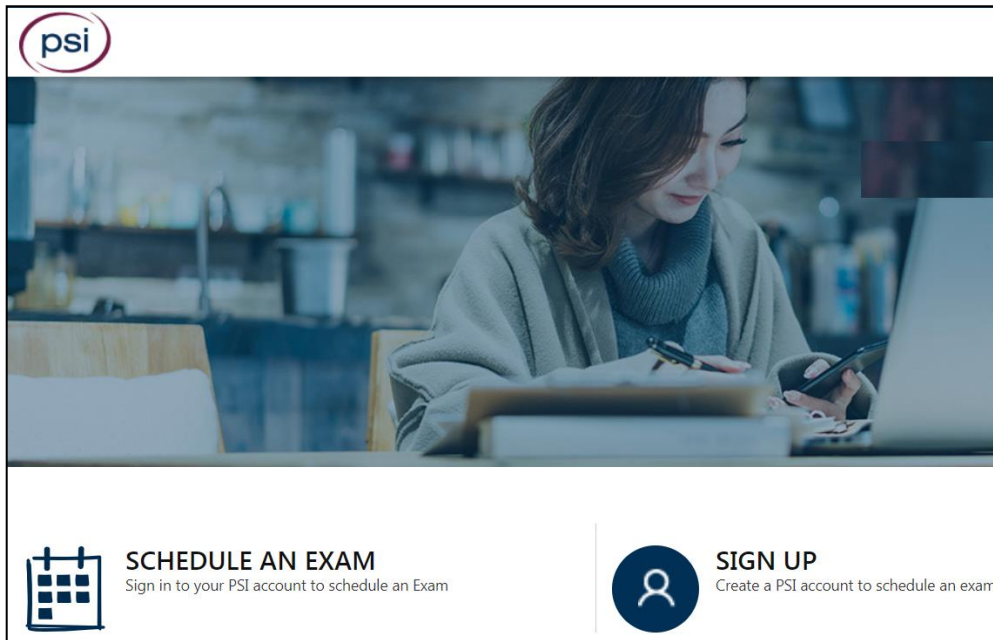 psi
SCHEDULE AN EXAM
Sign in to your PSI account to schedule an Exam
SIGN UP
Create a PSI account to schedule an exam